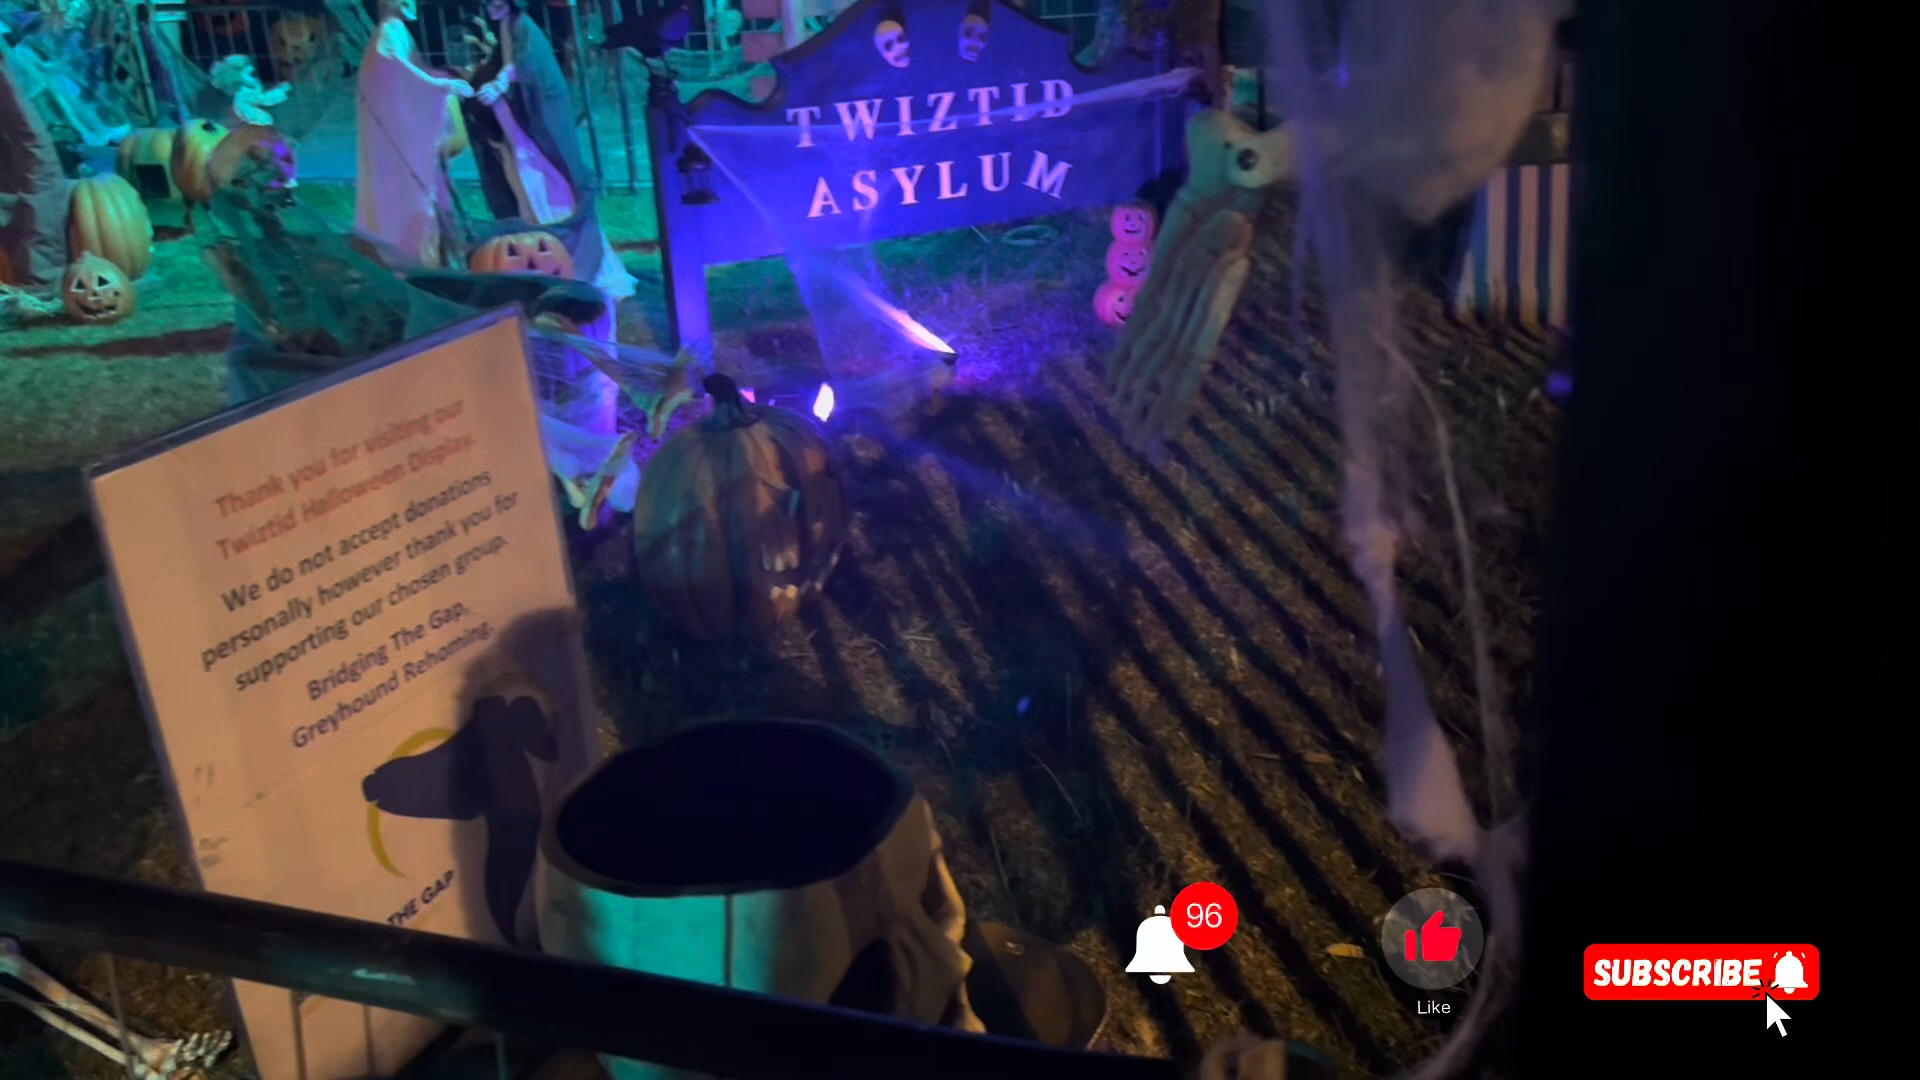 TWIZTID
ASYLUM
Thank you for visiting our
Twiztid Halloween Display.
We do not accept donations
personally however thank you for
supporting our chosen group.
Bridging The Gap,
Greyhound Rehoming.
THE GAP
96
Like
SUBSCRIBE